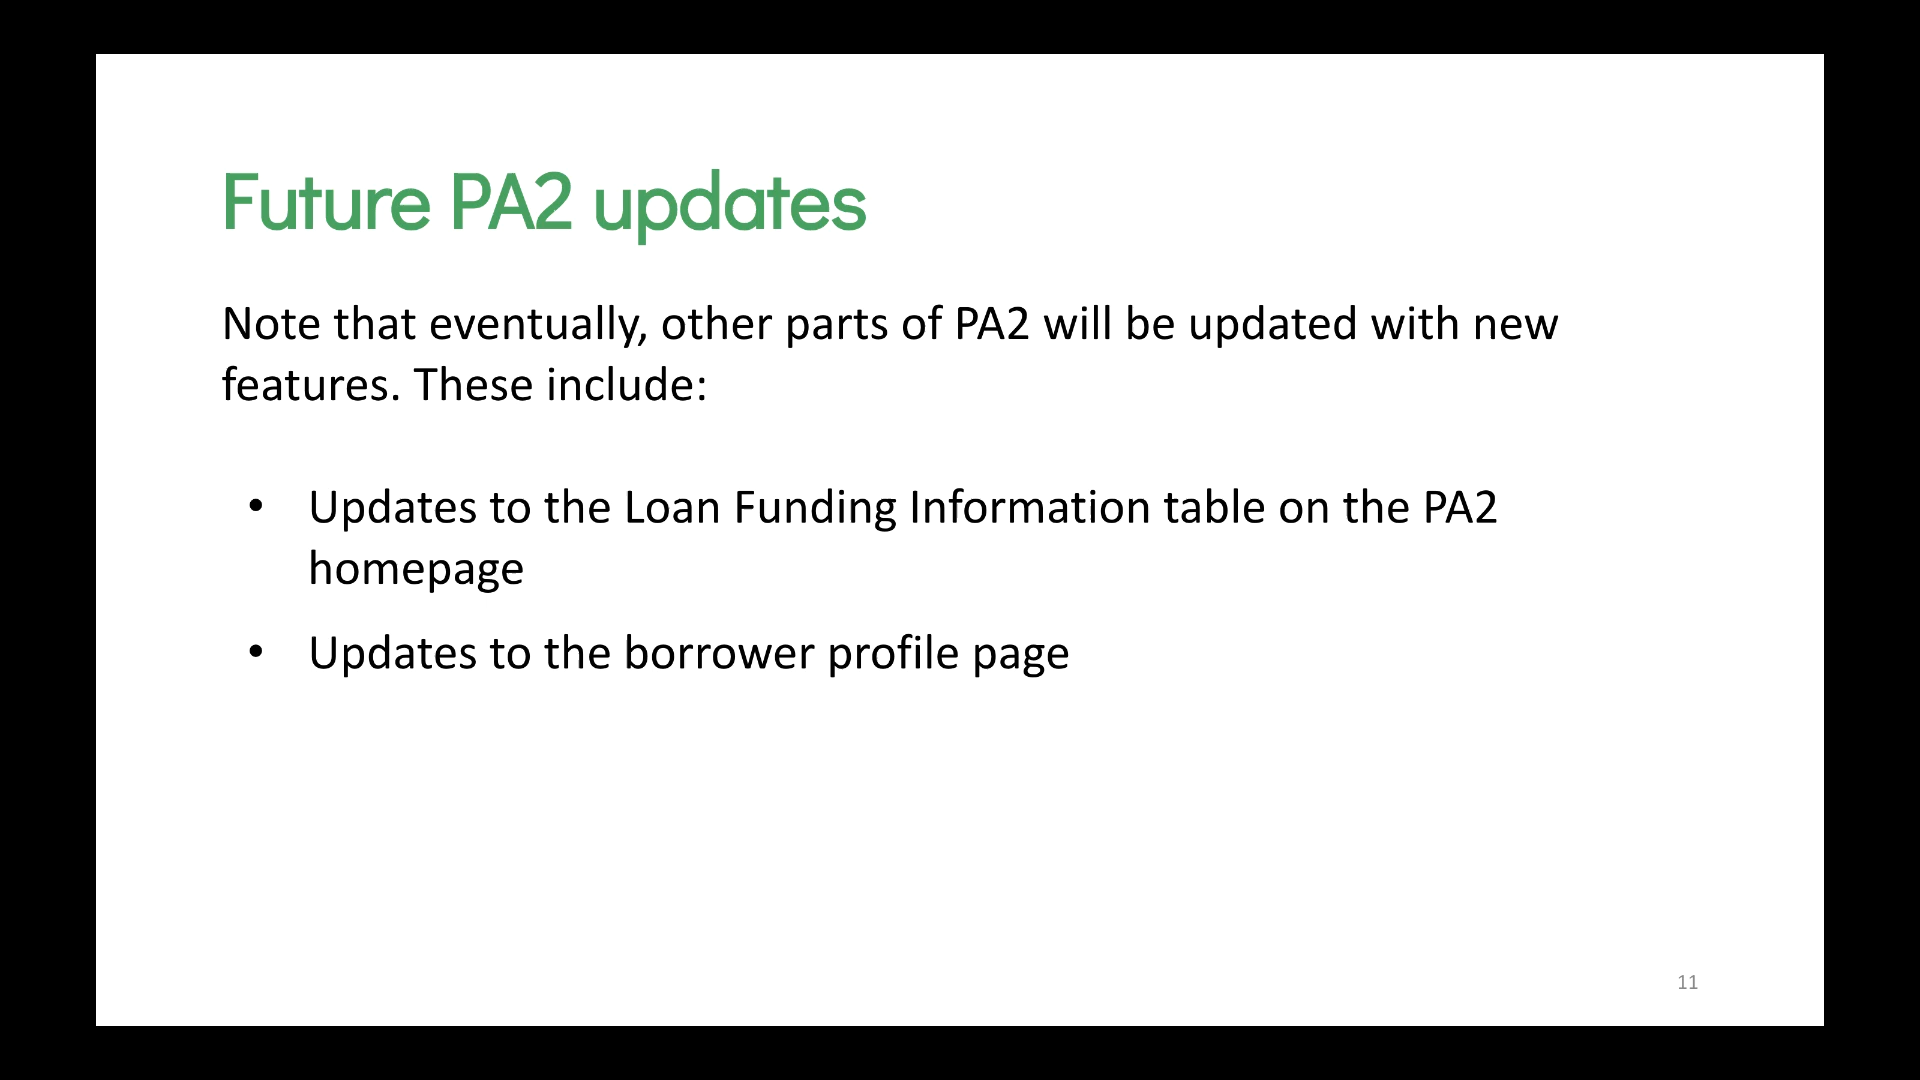 Future PA2 updates
Note that eventually, other parts of PA2 will be updated with new
features. These include:
• Updates to the Loan Funding Information table on the PA2
homepage
• Updates to the borrower profile page
11